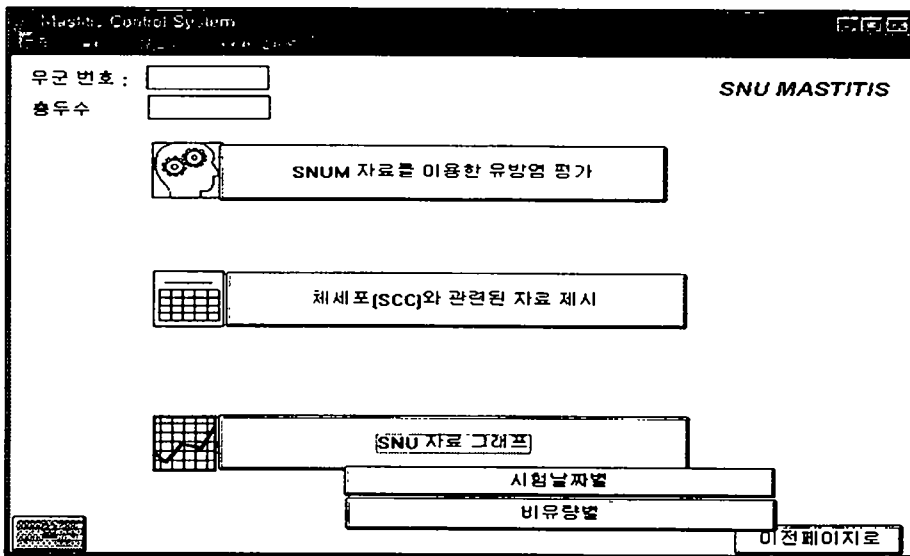 Mastitis Control System
우군 번호 :
총두수
SNU MASTITIS
SNUM 자료를 이용한 유방염 평가
체세포(SCC)와 관련된 자료 제시
SNU 자료 그래프
시험날짜별
비유량별
이전페이지로